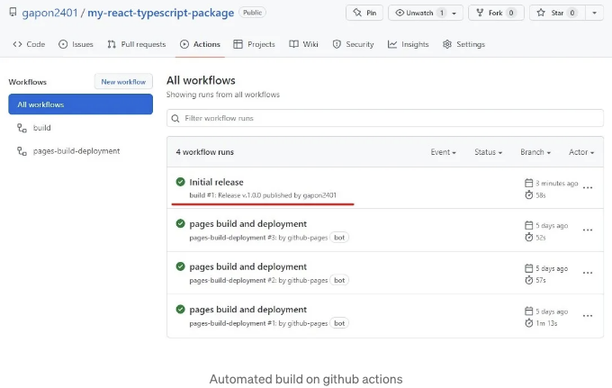 gapon2401 / my-react-typescript-package Public
Pin Unwatch 1 Fork 0 Star 0
Code Issues Pull requests Actions Projects Wiki Security Insights Settings
Workflows New workflow
All workflows
build
pages-build-deployment
All workflows
Showing runs from all workflows
Filter workflow runs
4 workflow runs Event Status Branch Actor
Initial release
build #1: Release v.1.0.0 published by gapon2401
3 minutes ago
58s
pages build and deployment
pages-build-deployment #3: by github-pages bot
5 days ago
52s
pages build and deployment
pages-build-deployment #2: by github-pages bot
5 days ago
57s
pages build and deployment
pages-build-deployment #1: by github-pages bot
5 days ago
1m 13s
Automated build on github actions